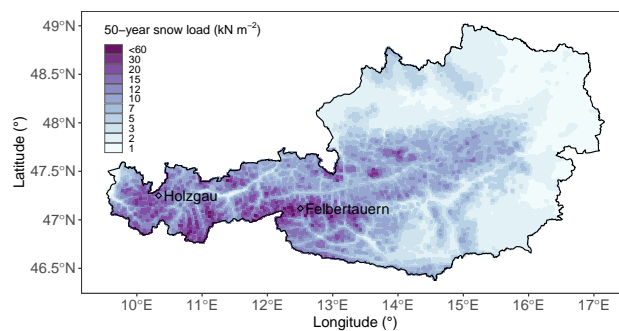 50−year snow load (kN m−2)
<60
30
20
15
12
10
7
5
3
2
1
Holzgau
Felbertauern
49°N
48.5°N
48°N
47.5°N
47°N
46.5°N
Latitude (°)
10°E 11°E 12°E 13°E 14°E 15°E 16°E 17°E
Longitude (°)